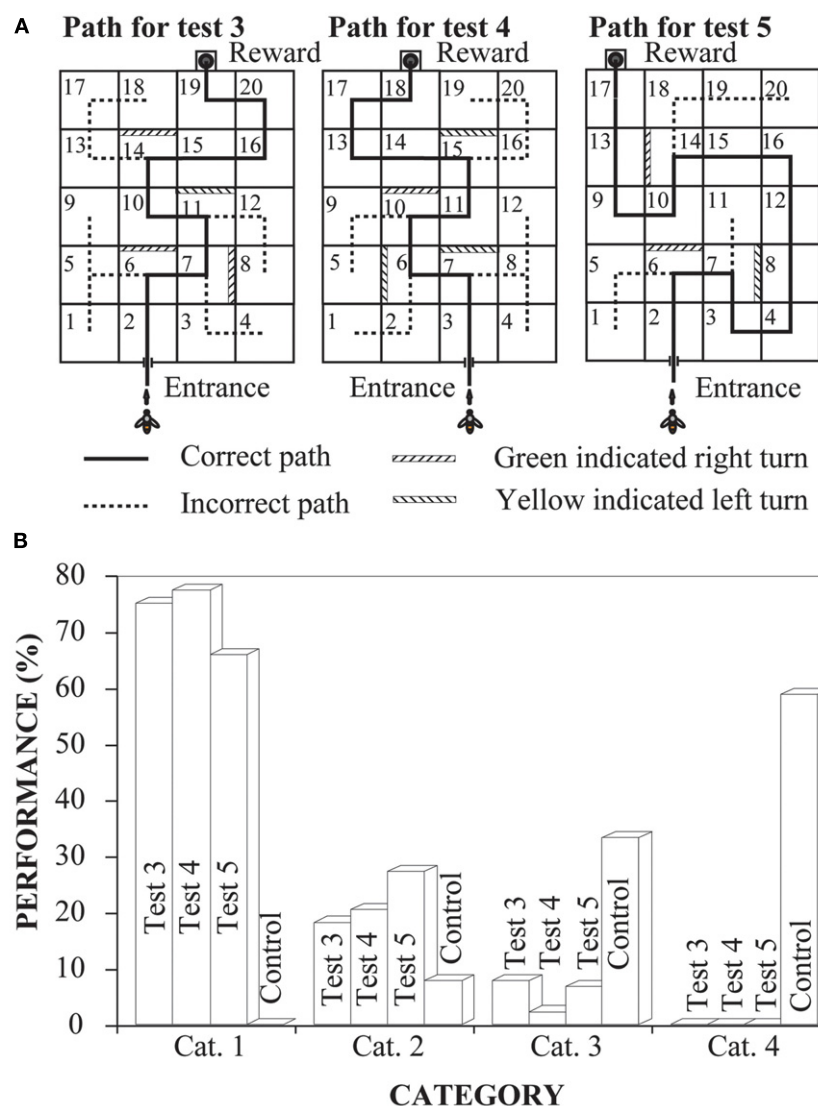 A
Path for test 3 Path for test 4 Path for test 5
Reward Reward Reward
17 18 19 20 17 18 19 20 17 18 19 20
13 14 15 16 13 14 15 16 13 14 15 16
9 10 11 12 9 10 11 12 9 10 11 12
5 6 7 8 5 6 7 8 5 6 7 8
1 2 3 4 1 2 3 4 1 2 3 4
Entrance Entrance Entrance
Correct path Green indicated right turn
Incorrect path Yellow indicated left turn
B
PERFORMANCE (%)
80
70
60
50
40
30
20
10
0
Test 3 Test 4 Test 5 Control
Test 3 Test 4 Test 5 Control
Test 3 Test 4 Test 5 Control
Test 3 Test 4 Test 5 Control
Cat. 1 Cat. 2 Cat. 3 Cat. 4
CATEGORY